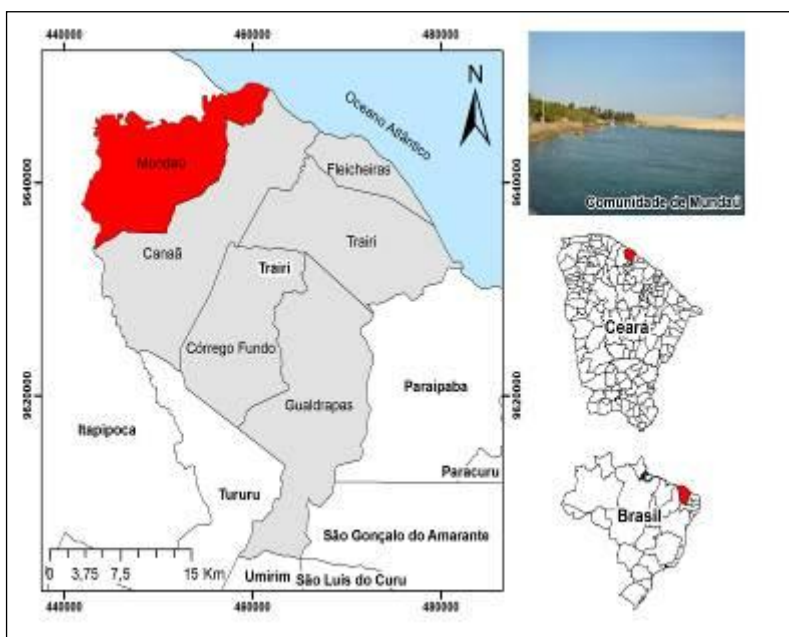 440000
460000
480000
N
Oceano Atlântico
9640000
9640000
Mondaú
Fleicheiras
Trairi
Canaã
Trairi
Córrego Fundo
Gualdrapas
Paraipaba
9620000
9620000
Itapipoca
Paracuru
Tururu
São Gonçalo do Amarante
0 3,75 7,5 15 Km
Umirim
São Luis do Curu
440000
460000
480000
Comunidade de Mundaú
Ceará
Brasil